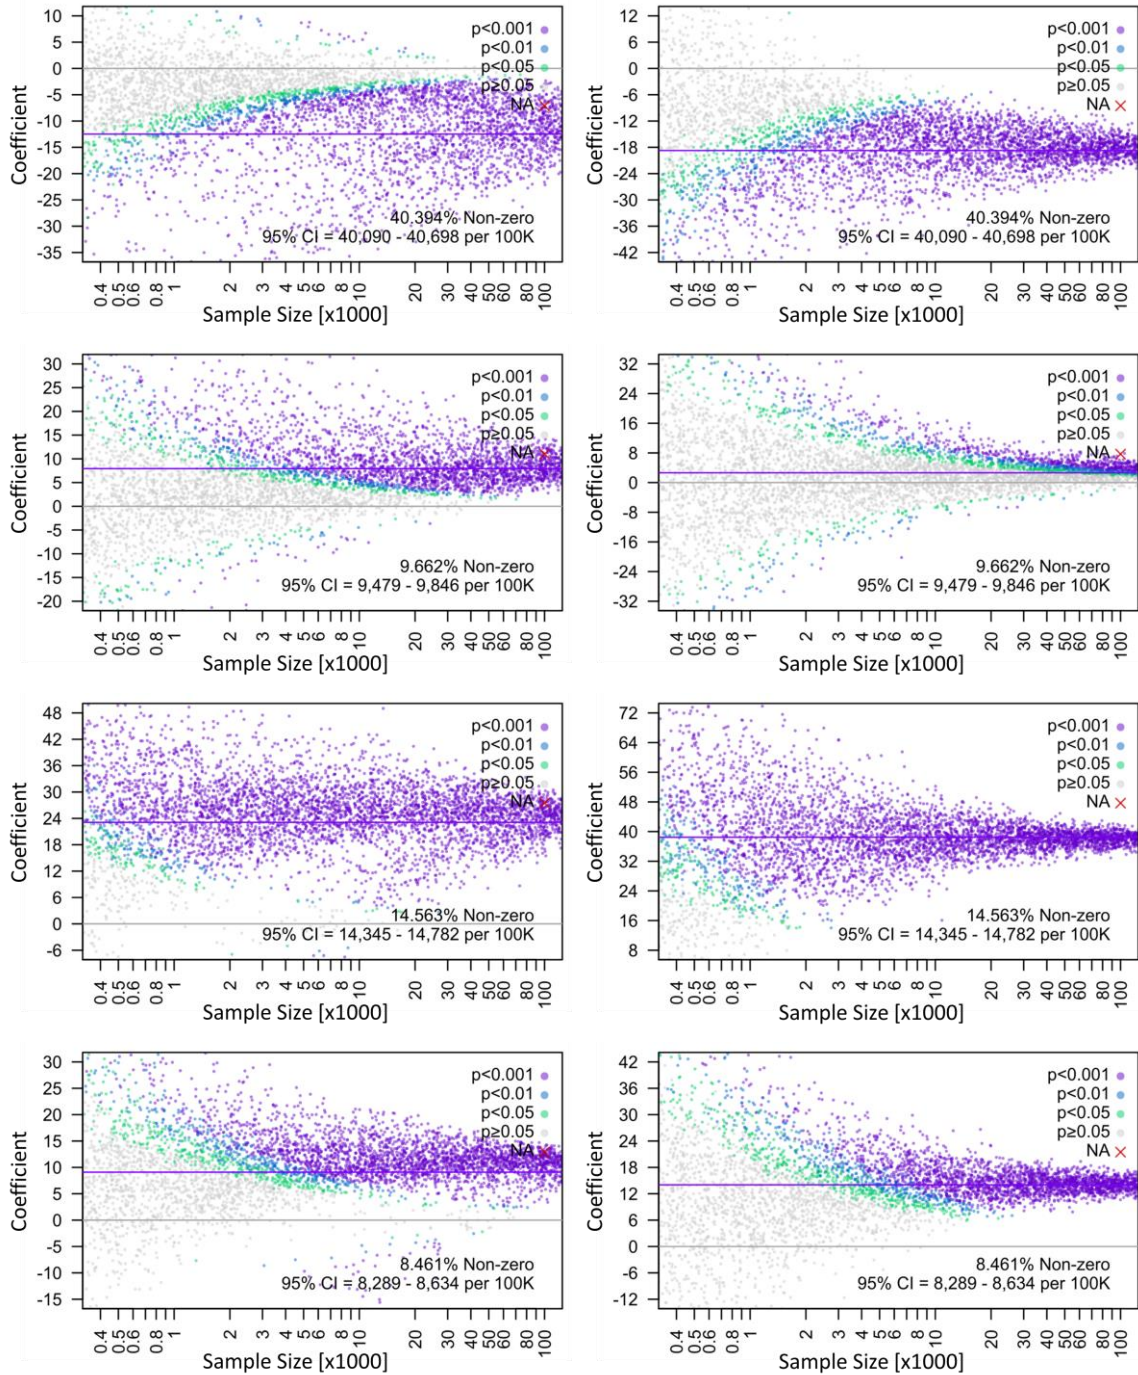 Coefficient
10
5
0
-5
-10
-15
-20
-25
-30
-35
p<0.001
p<0.01
p<0.05
p≥0.05
NA
40.394% Non-zero
95% CI = 40,090 - 40,698 per 100K
0.4 0.5 0.6 0.8 1 2 3 4 5 6 8 10 20 30 40 50 60 100
Sample Size [x1000]
Coefficient
12
6
0
-6
-12
-18
-24
-30
-36
-42
p<0.001
p<0.01
p<0.05
p≥0.05
NA
40.394% Non-zero
95% CI = 40,090 - 40,698 per 100K
0.4 0.5 0.6 0.8 1 2 3 4 5 6 8 10 20 30 40 50 60 80 100
Sample Size [x1000]
Coefficient
30
25
20
15
10
5
0
-5
-10
-15
-20
p<0.001
p<0.01
p<0.05
p≥0.05
NA
9.662% Non-zero
95% CI = 9,479 - 9,846 per 100K
0.4 0.5 0.6 0.8 1 2 3 4 5 6 8 10 20 30 40 50 60 100
Sample Size [x1000]
Coefficient
32
24
16
8
0
-8
-16
-24
-32
p<0.001
p<0.01
p<0.05
p≥0.05
NA
9.662% Non-zero
95% CI = 9,479 - 9,846 per 100K
0.4 0.5 0.6 0.8 1 2 3 4 5 6 8 10 20 30 40 50 60 80 100
Sample Size [x1000]
Coefficient
48
42
36
30
24
18
12
6
0
-6
p<0.001
p<0.01
p<0.05
p≥0.05
NA
14.563% Non-zero
95% CI = 14,345 - 14,782 per 100K
0.4 0.5 0.6 0.8 1 2 3 4 5 6 8 10 20 30 40 50 60 100
Sample Size [x1000]
Coefficient
72
64
56
48
40
32
24
16
8
p<0.001
p<0.01
p<0.05
p≥0.05
NA
14.563% Non-zero
95% CI = 14,345 - 14,782 per 100K
0.4 0.5 0.6 0.8 1 2 3 4 5 6 8 10 20 30 40 50 60 80 100
Sample Size [x1000]
Coefficient
30
25
20
15
10
5
0
-5
-10
-15
p<0.001
p<0.01
p<0.05
p≥0.05
NA
8.461% Non-zero
95% CI = 8,289 - 8,634 per 100K
0.4 0.5 0.6 0.8 1 2 3 4 5 6 8 10 20 30 40 50 60 100
Sample Size [x1000]
Coefficient
42
36
30
24
18
12
6
0
-6
-12
p<0.001
p<0.01
p<0.05
p≥0.05
NA
8.461% Non-zero
95% CI = 8,289 - 8,634 per 100K
0.4 0.5 0.6 0.8 1 2 3 4 5 6 8 10 20 30 40 50 60 80 100
Sample Size [x1000]